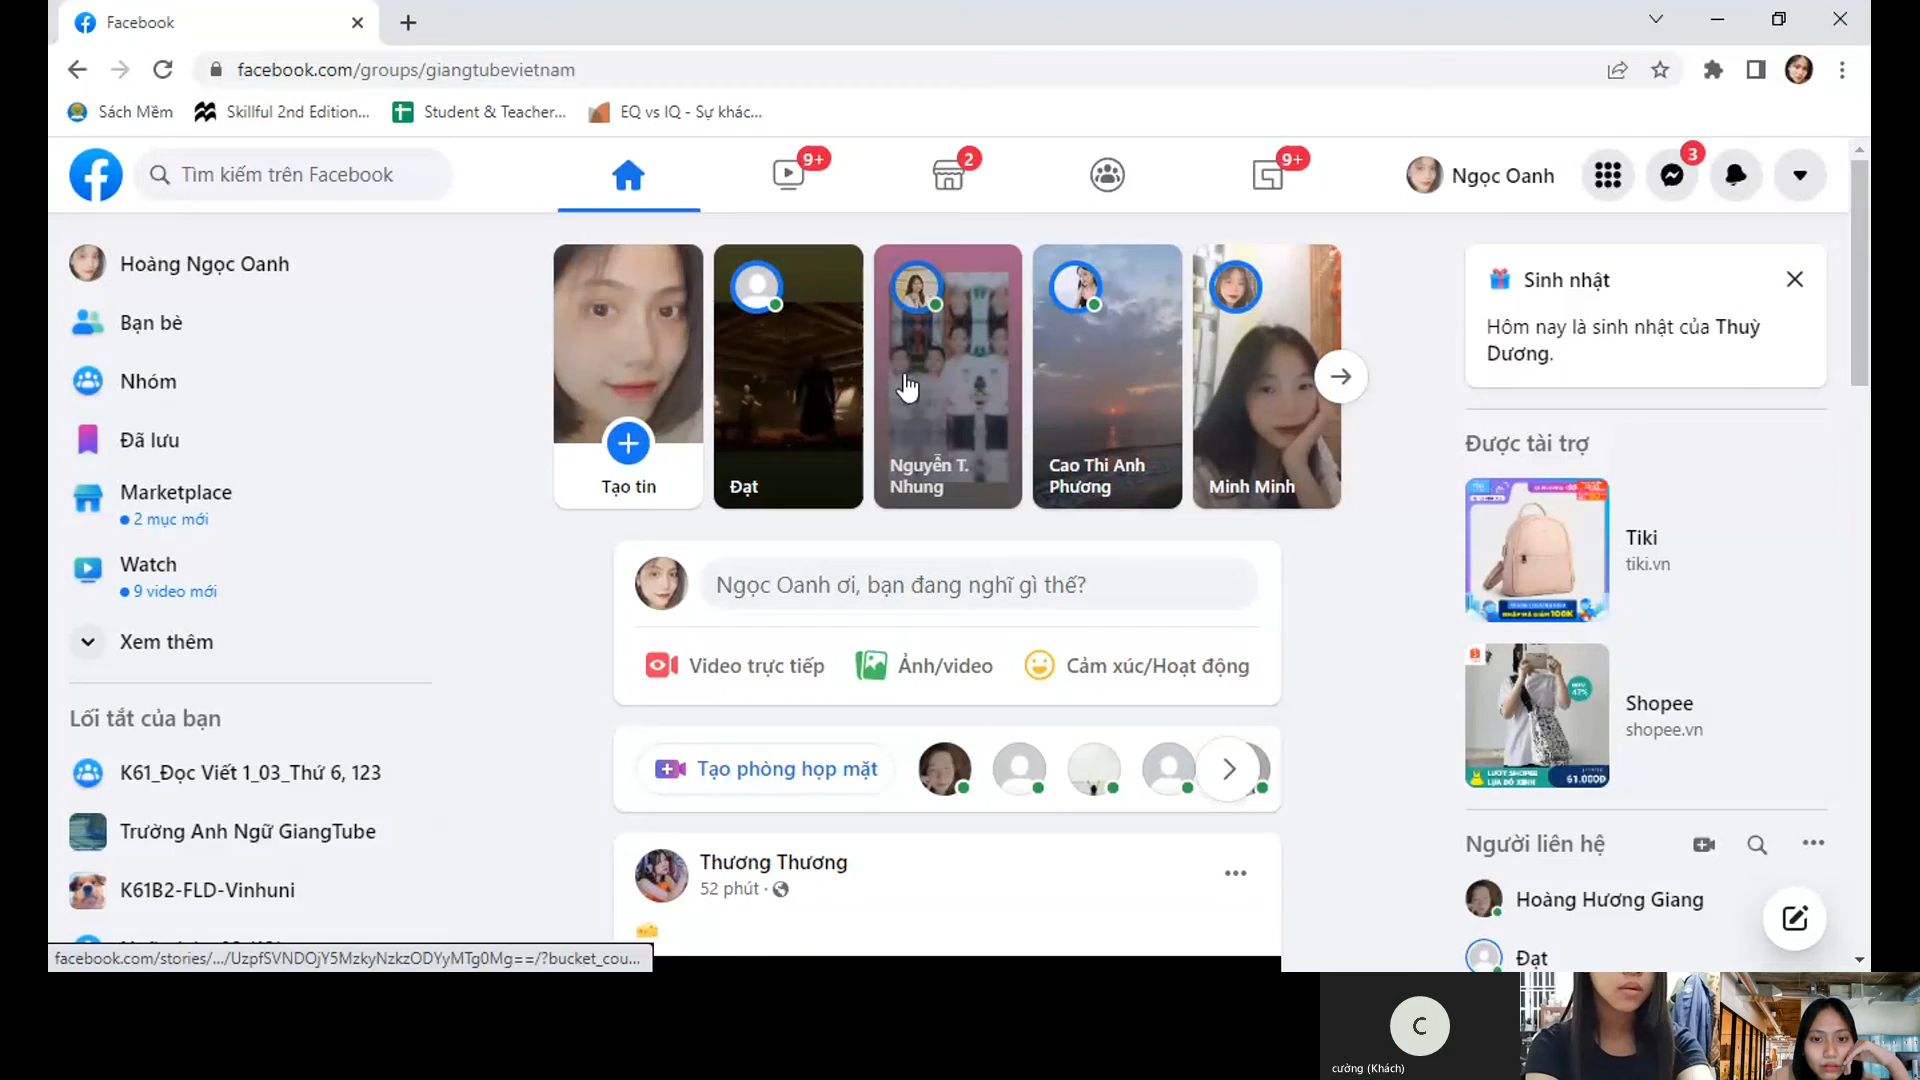 Facebook
facebook.com/groups/giangtubevietnam
Sách Mềm
Skillful 2nd Edition...
Student & Teacher...
EQ vs IQ - Sự khác...
Tìm kiếm trên Facebook
9+
2
9+
Ngọc Oanh
3
Hoàng Ngọc Oanh
Bạn bè
Nhóm
Đã lưu
Marketplace
2 mục mới
Watch
9 video mới
Xem thêm
Lối tắt của bạn
K61_Đọc Viết 1_03_Thứ 6, 123
Trường Anh Ngữ GiangTube
K61B2-FLD-Vinhuni
facebook.com/stories/.../UzpfSVNDOjY5MzkyNzkzODYyMTg0Mg==/?bucket_cou...
Tạo tin
Đạt
Nguyễn T.
Nhung
Cao Thi Anh
Phương
Minh Minh
Ngọc Oanh ơi, bạn đang nghĩ gì thế?
Video trực tiếp
Ảnh/video
Cảm xúc/Hoạt động
Tạo phòng họp mặt
Thương Thương
52 phút ·
Sinh nhật
Hôm nay là sinh nhật của Thuỳ
Dương.
Được tài trợ
Tiki
tiki.vn
47%
61.000Đ
Shopee
shopee.vn
Người liên hệ
Hoàng Hương Giang
Đạt
C
cường (Khách)